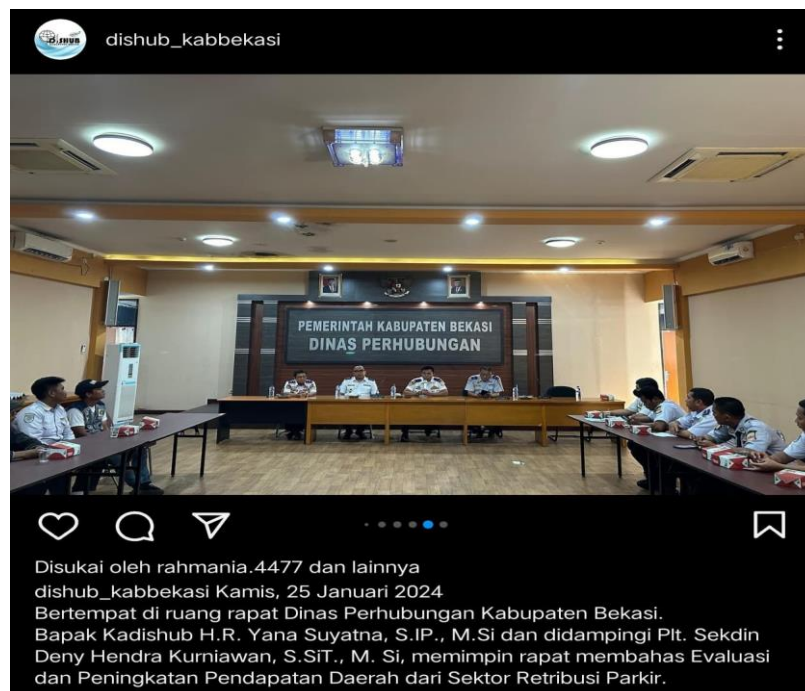 DISHUB
dishub_kabbekasi
PEMERINTAH KABUPATEN BEKASI
DINAS PERHUBUNGAN
Disukai oleh rahmania.4477 dan lainnya
dishub_kabbekasi Kamis, 25 Januari 2024
Bertempat di ruang rapat Dinas Perhubungan Kabupaten Bekasi.
Bapak Kadishub H.R. Yana Suyatna, S.IP., M.Si dan didampingi Plt. Sekdin
Deny Hendra Kurniawan, S.SiT., M. Si, memimpin rapat membahas Evaluasi
dan Peningkatan Pendapatan Daerah dari Sektor Retribusi Parkir.